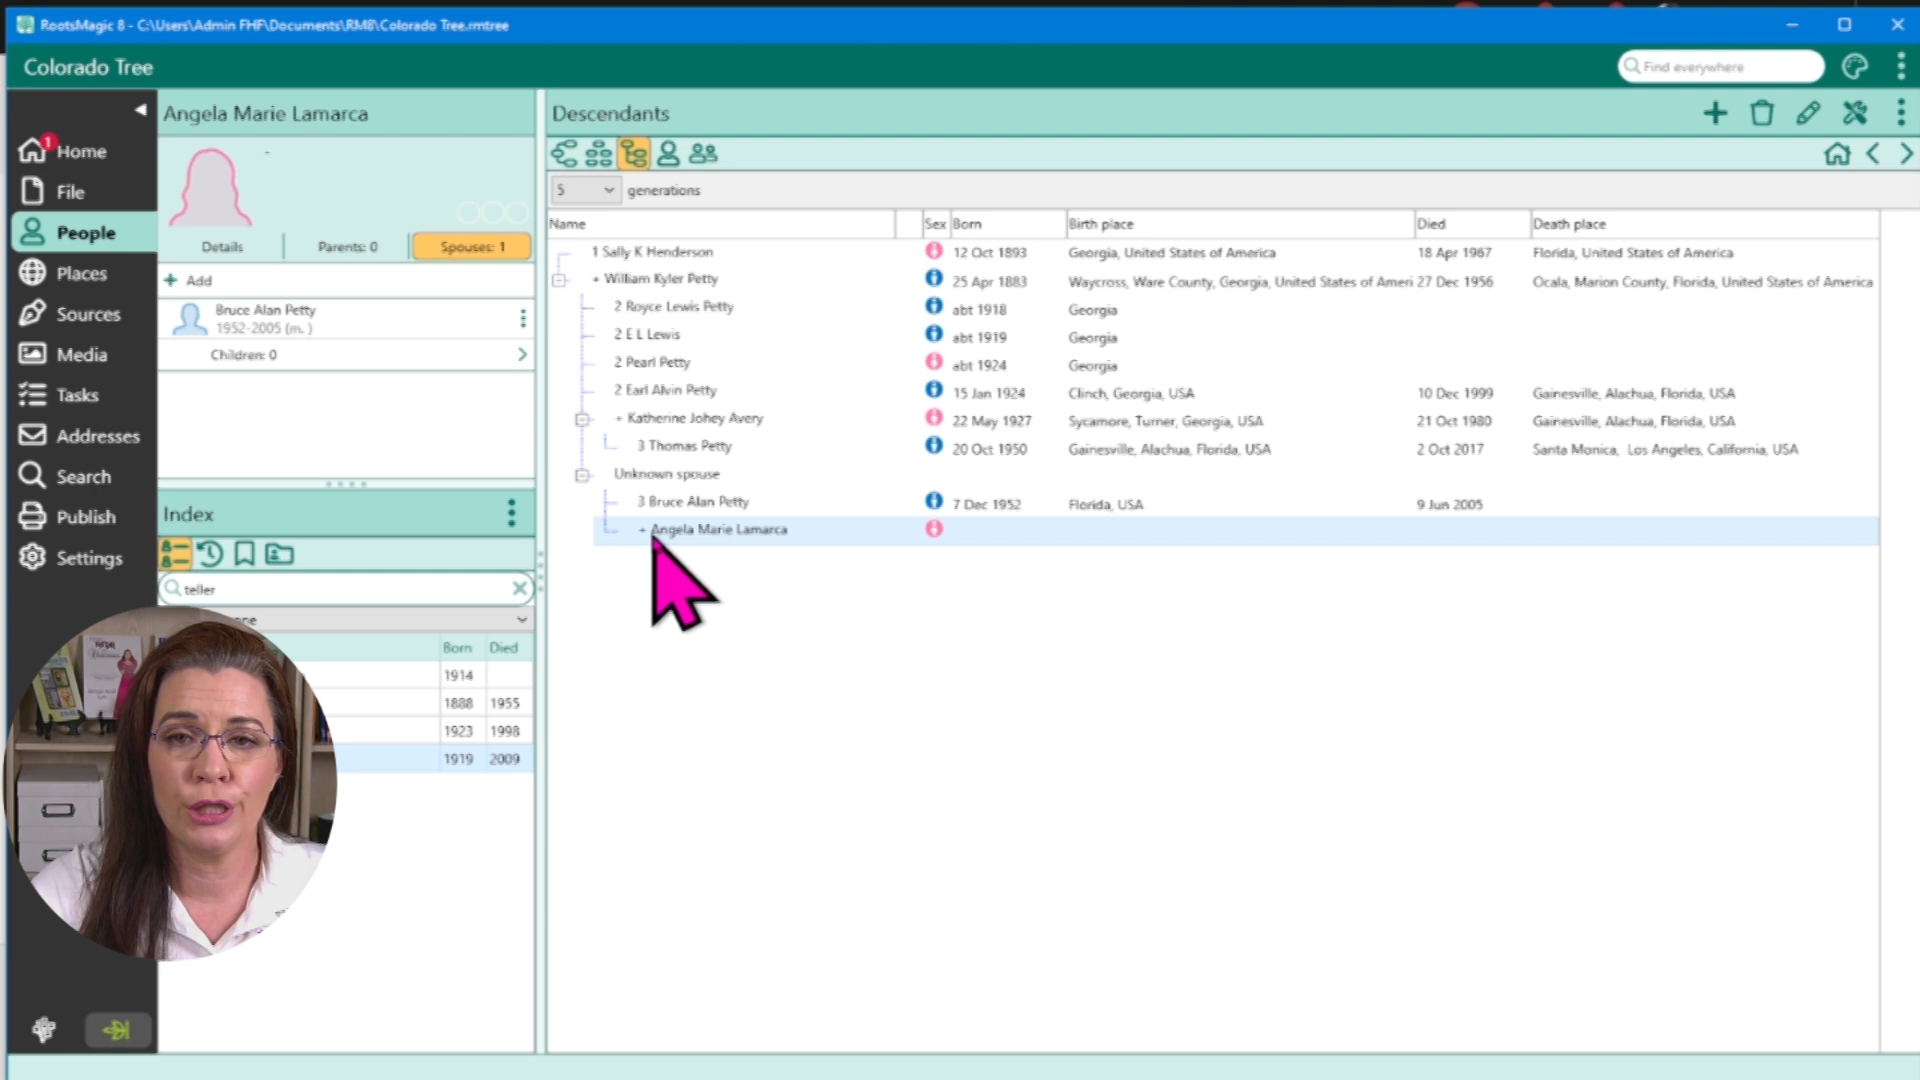 RootsMagic 8 - C:\Users\Admin FHF\Documents\RM8\Colorado Tree.rmtree
Colorado Tree
Find everywhere
1
Home
File
People
Places
Sources
Media
Tasks
Addresses
Search
Publish
Settings
Angela Marie Lamarca
-
Details
Parents: 0
Spouses: 1
+ Add
Bruce Alan Petty
1952-2005 (m. )
Children: 0
Index
teller
Born Died
1914
1888 1955
1923 1998
1919 2009
Descendants
5 generations
Name Sex Born Birth place Died Death place
1 Sally K Henderson 12 Oct 1893 Georgia, United States of America 18 Apr 1967 Florida, United States of America
+ William Kyler Petty 25 Apr 1883 Waycross, Ware County, Georgia, United States of Ameri 27 Dec 1956 Ocala, Marion County, Florida, United States of America
2 Royce Lewis Petty abt 1918 Georgia
2 E L Lewis abt 1919 Georgia
2 Pearl Petty abt 1924 Georgia
2 Earl Alvin Petty 15 Jan 1924 Clinch, Georgia, USA 10 Dec 1999 Gainesville, Alachua, Florida, USA
+ Katherine Johey Avery 22 May 1927 Sycamore, Turner, Georgia, USA 21 Oct 1980 Gainesville, Alachua, Florida, USA
3 Thomas Petty 20 Oct 1950 Gainesville, Alachua, Florida, USA 2 Oct 2017 Santa Monica, Los Angeles, California, USA
Unknown spouse
3 Bruce Alan Petty 7 Dec 1952 Florida, USA 9 Jun 2005
+ Angela Marie Lamarca